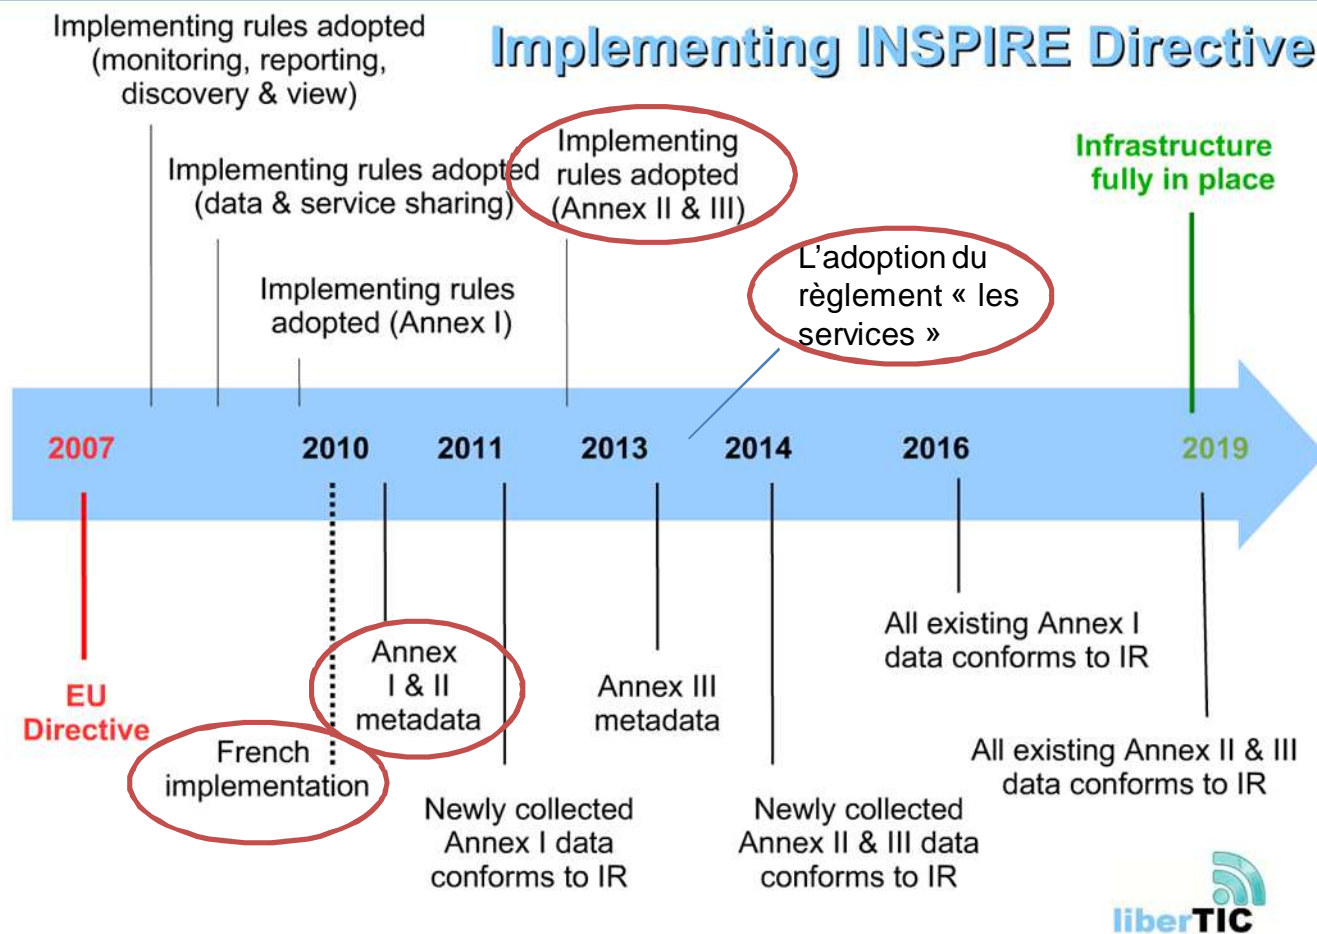 Implementing INSPIRE Directive
Implementing rules adopted
(monitoring, reporting,
discovery & view)
Implementing rules adopted
(data & service sharing)
Implementing rules
adopted (Annex I)
Implementing
rules adopted
(Annex II & III)
L'adoption du
règlement « les
services »
Infrastructure
fully in place
2007
2010
2011
2013
2014
2016
2019
EU
Directive
French
implementation
Annex
I & II
metadata
Newly collected
Annex I data
conforms to IR
Annex III
metadata
Newly collected
Annex II & III data
conforms to IR
All existing Annex I
data conforms to IR
All existing Annex II & III
data conforms to IR
liberTIC